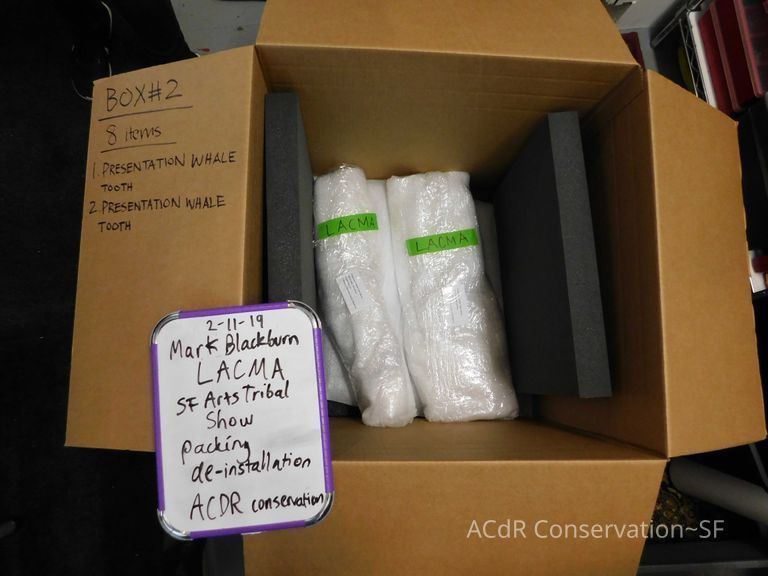 BOX#2
8 items
1. PRESENTATION WHALE
TOOTH
2. PRESENTATION WHALE
TOOTH
LACMA
LACMA
2-11-19
Mark Blackburn
LACMA
SF Arts Tribal
Show
packing
de-installation
ACDR conservation
ACdR Conservation~SF